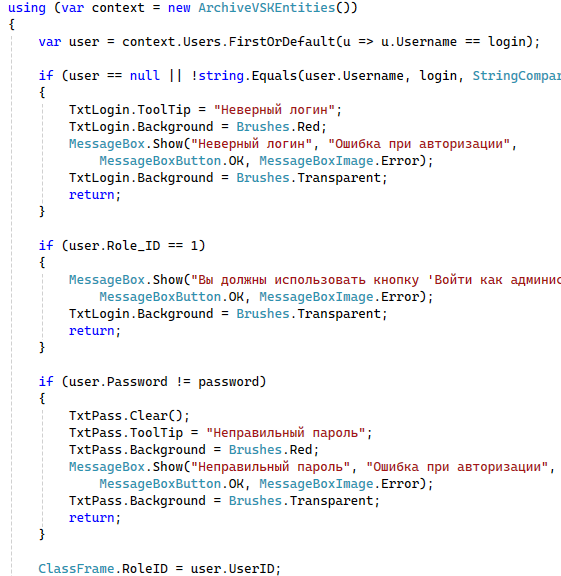 using (var context = new ArchiveVSKEntities())
{
var user = context.Users.FirstOrDefault(u => u.Username == login);
if (user == null || !string.Equals(user.Username, login, StringCompar
{
TxtLogin.ToolTip = "Неверный логин";
TxtLogin.Background = Brushes.Red;
MessageBox.Show("Неверный логин", "Ошибка при авторизации",
MessageBoxButton.OK, MessageBoxImage.Error);
TxtLogin.Background = Brushes.Transparent;
return;
}
if (user.Role_ID == 1)
{
MessageBox.Show("Вы должны использовать кнопку 'Войти как админис
MessageBoxButton.OK, MessageBoxImage.Error);
TxtLogin.Background = Brushes.Transparent;
return;
}
if (user.Password != password)
{
TxtPass.Clear();
TxtPass.ToolTip = "Неправильный пароль";
TxtPass.Background = Brushes.Red;
MessageBox.Show("Неправильный пароль", "Ошибка при авторизации",
MessageBoxButton.OK, MessageBoxImage.Error);
TxtPass.Background = Brushes.Transparent;
return;
}
ClassFrame.RoleID = user.UserID;